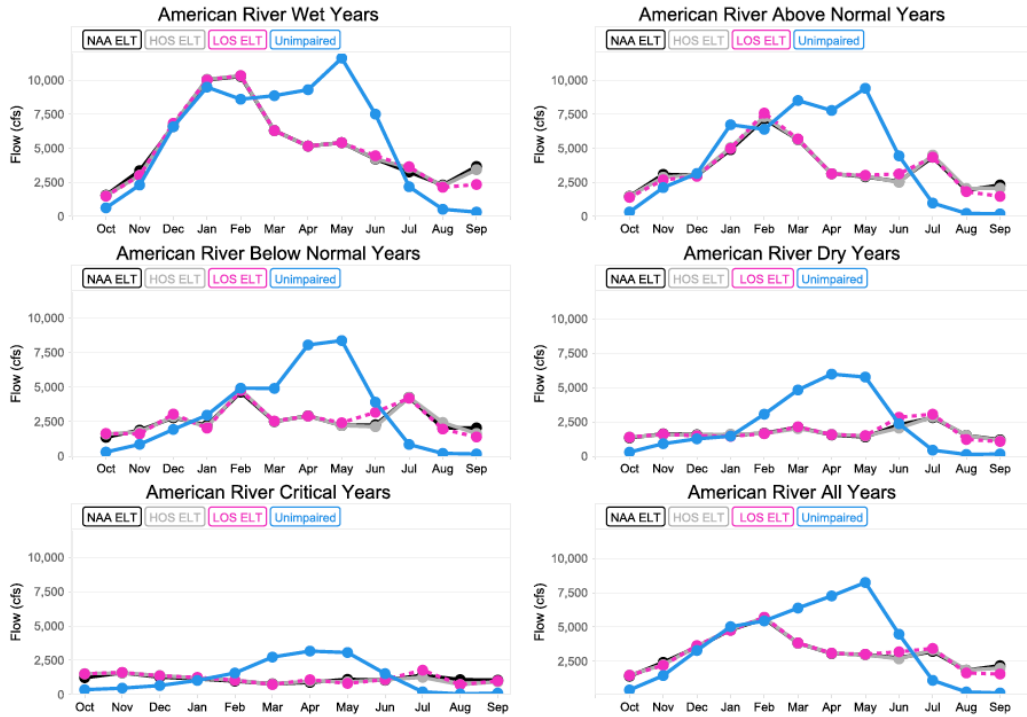 American River Wet Years
NAA ELT HOS ELT LOS ELT Unimpaired
Flow (cfs)
10,000
7,500
5,000
2,500
0
Oct Nov Dec Jan Feb Mar Apr May Jun Jul Aug Sep
American River Above Normal Years
NAA ELT HOS ELT LOS ELT Unimpaired
Flow (cfs)
10,000
7,500
5,000
2,500
0
Oct Nov Dec Jan Feb Mar Apr May Jun Jul Aug Sep
American River Below Normal Years
NAA ELT HOS ELT LOS ELT Unimpaired
Flow (cfs)
10,000
7,500
5,000
2,500
0
Oct Nov Dec Jan Feb Mar Apr May Jun Jul Aug Sep
American River Dry Years
NAA ELT HOS ELT LOS ELT Unimpaired
Flow (cfs)
10,000
7,500
5,000
2,500
0
Oct Nov Dec Jan Feb Mar Apr May Jun Jul Aug Sep
American River Critical Years
NAA ELT HOS ELT LOS ELT Unimpaired
Flow (cfs)
10,000
7,500
5,000
2,500
0
Oct Nov Dec Jan Feb Mar Apr May Jun Jul Aug Sep
American River All Years
NAA ELT HOS ELT LOS ELT Unimpaired
Flow (cfs)
10,000
7,500
5,000
2,500
Oct Nov Dec Jan Feb Mar Apr May Jun Jul Aug Sep